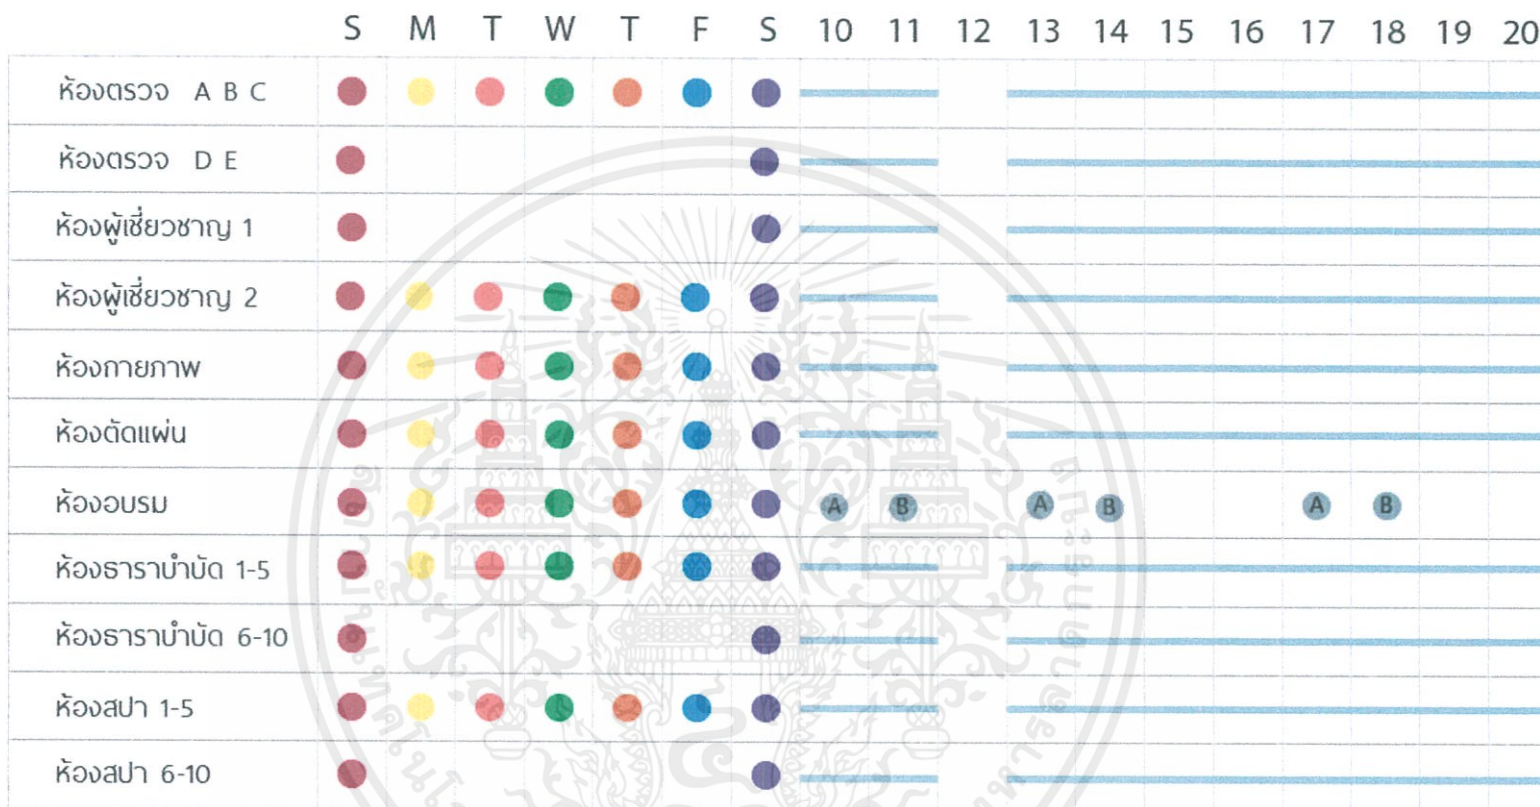 S M T W T F S 10 11 12 13 14 15 16 17 18 19 20
ห้องตรวจ A B C
ห้องตรวจ D E
ห้องผู้เชี่ยวชาญ 1
ห้องผู้เชี่ยวชาญ 2
ห้องกายภาพ
ห้องตัดแผ่น
ห้องอบรม A B A B A B
ห้องธาราบำบัด 1-5
ห้องธาราบำบัด 6-10
ห้องสปา 1-5
ห้องสปา 6-10